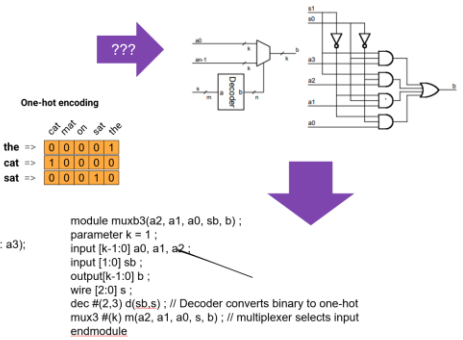 ???
One-hot encoding
cat mat on sat the
the => 0 0 0 0 1
cat => 1 0 0 0 0
sat => 0 0 0 1 0
a0
k
an-1
k
b
k
s
m
a Decoder b
n
s1
s0
a3
a2
a1
a0
: a3);
module muxb3(a2, a1, a0, sb, b) ;
parameter k = 1 ;
input [k-1:0] a0, a1, a2 ;
input [1:0] sb ;
output[k-1:0] b ;
wire [2:0] s ;
dec #(2,3) d(sb,s) ; // Decoder converts binary to one-hot
mux3 #(k) m(a2, a1, a0, s, b) ; // multiplexer selects input
endmodule